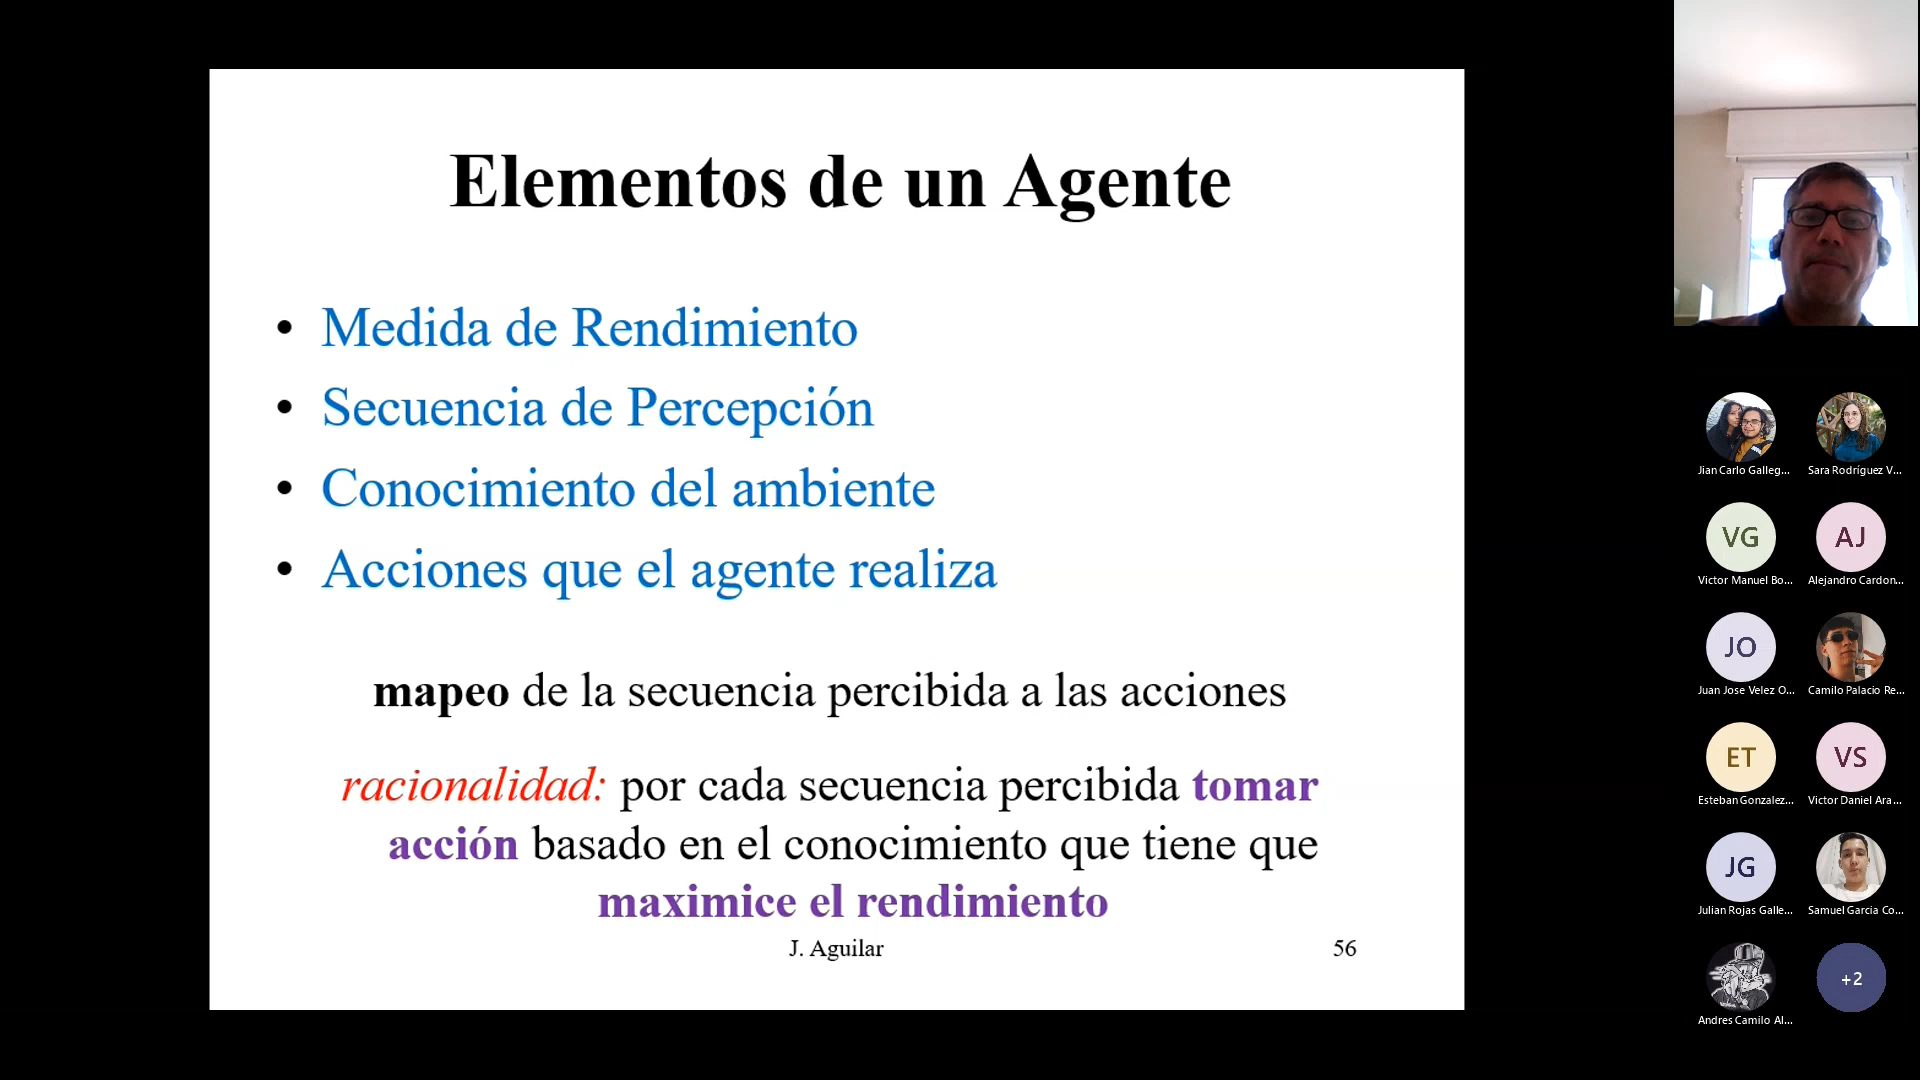 Elementos de un Agente
• Medida de Rendimiento
• Secuencia de Percepción
• Conocimiento del ambiente
• Acciones que el agente realiza
mapeo de la secuencia percibida a las acciones
racionalidad: por cada secuencia percibida tomar
acción basado en el conocimiento que tiene que
maximice el rendimiento
J. Aguilar
56
Jian Carlo Galleg...
Sara Rodríguez V...
VG
AJ
Victor Manuel Bo...
Alejandro Cardon...
JO
Juan Jose Velez O...
Camilo Palacio Re...
ET
VS
Esteban Gonzalez...
Victor Daniel Ara...
JG
Julian Rojas Galle...
Samuel Garcia Co...
+2
Andres Camilo Al...